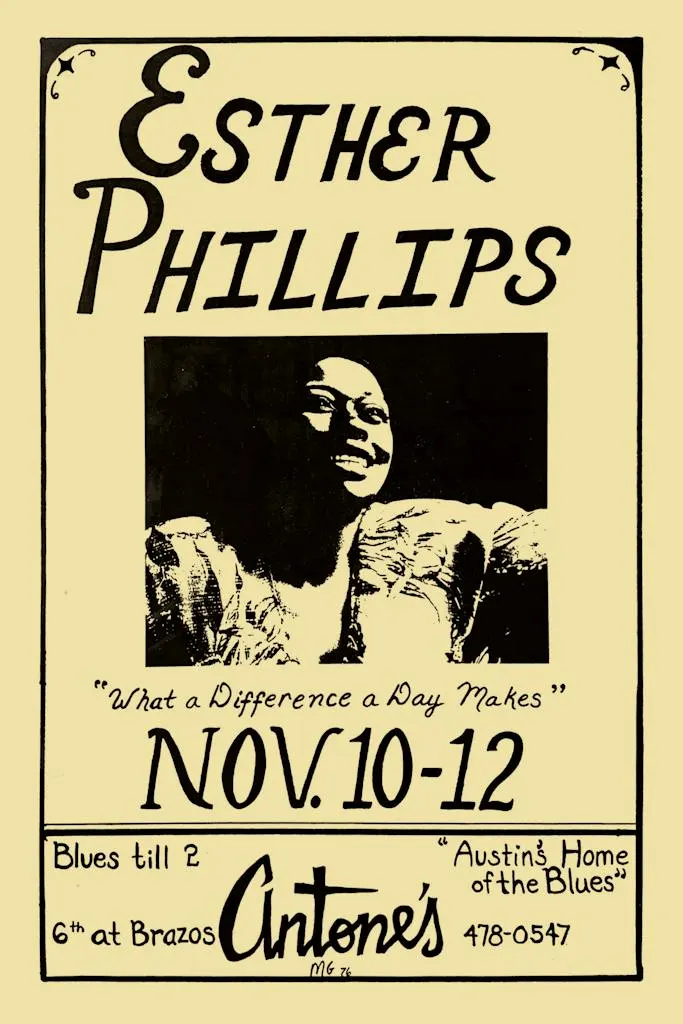 ESTHER
PHILLIPS
"What a Difference a Day Makes"
NOV. 10-12
Blues till 2
"Austin's Home
of the Blues"
6th at Brazos
Antone's
478-0547
MG 76